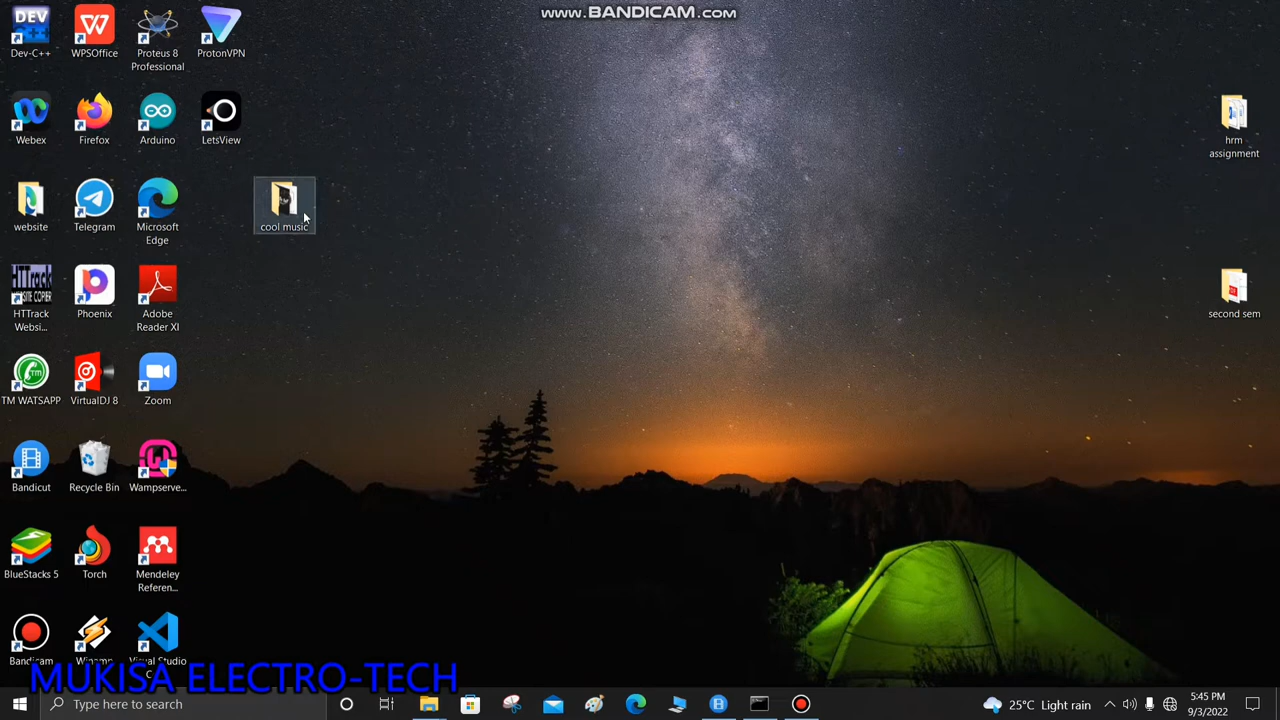 www.BANDICAM.com
DEV
Dev-C++
WPSOffice
Proteus 8
Professional
ProtonVPN
Webex
Firefox
Arduino
LetsView
hrm
assignment
website
Telegram
Microsoft
Edge
cool music
HTTrack
Websi...
Phoenix
Adobe
Reader XI
second sem
TM WATSAPP
VirtualDJ 8
Zoom
Bandicut
Recycle Bin
Wampserve...
BlueStacks 5
Torch
Mendeley
Referen...
Bandicam
Winamp
Visual Studio
MUKISA ELECTRO-TECH
Type here to search
25°C Light rain
5:45 PM
9/3/2022